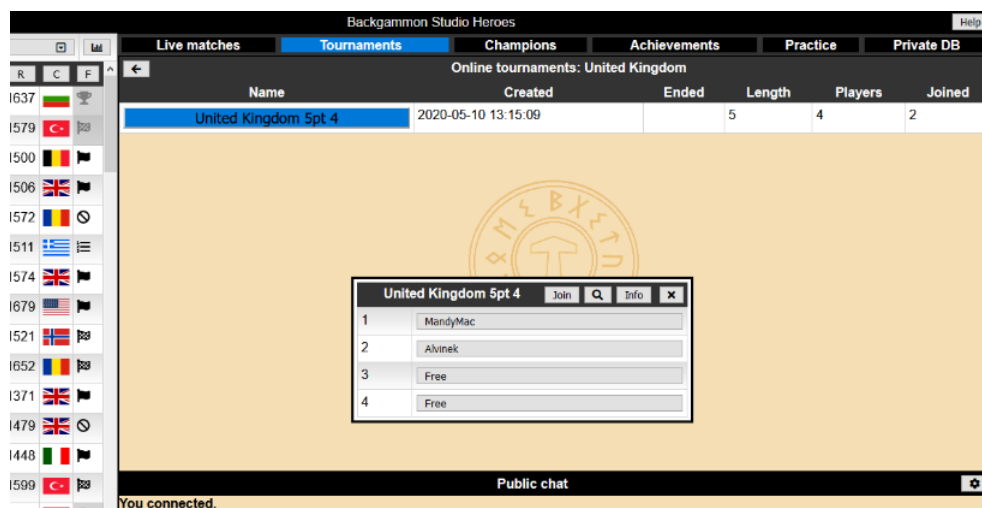 Backgammon Studio Heroes
Help
Live matches Tournaments Champions Achievements Practice Private DB
R C F
Online tournaments: United Kingdom
Name Created Ended Length Players Joined
United Kingdom 5pt 4 2020-05-10 13:15:09 5 4 2
1637
1579
1500
1506
1572
1511
1574
1679
1521
1652
1371
1479
1448
1599
United Kingdom 5pt 4 Join Info
1 MandyMac
2 Alvinek
3 Free
4 Free
Public chat
You connected.